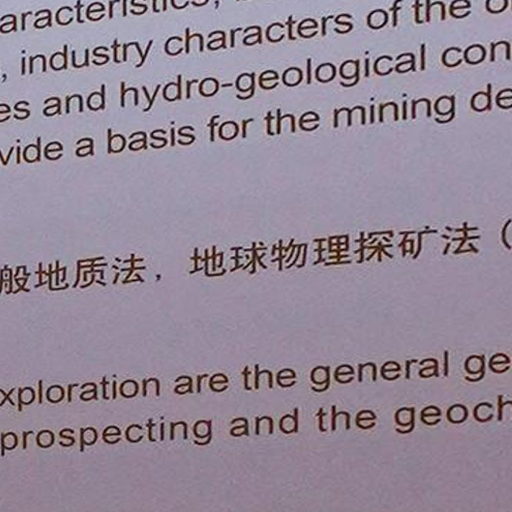 aracteristics,
, industry characters of the o
es and hydro-geological con
vide a basis for the mining de
般地质法，地球物理探矿法（
xploration are the general ge
prospecting and the geoch